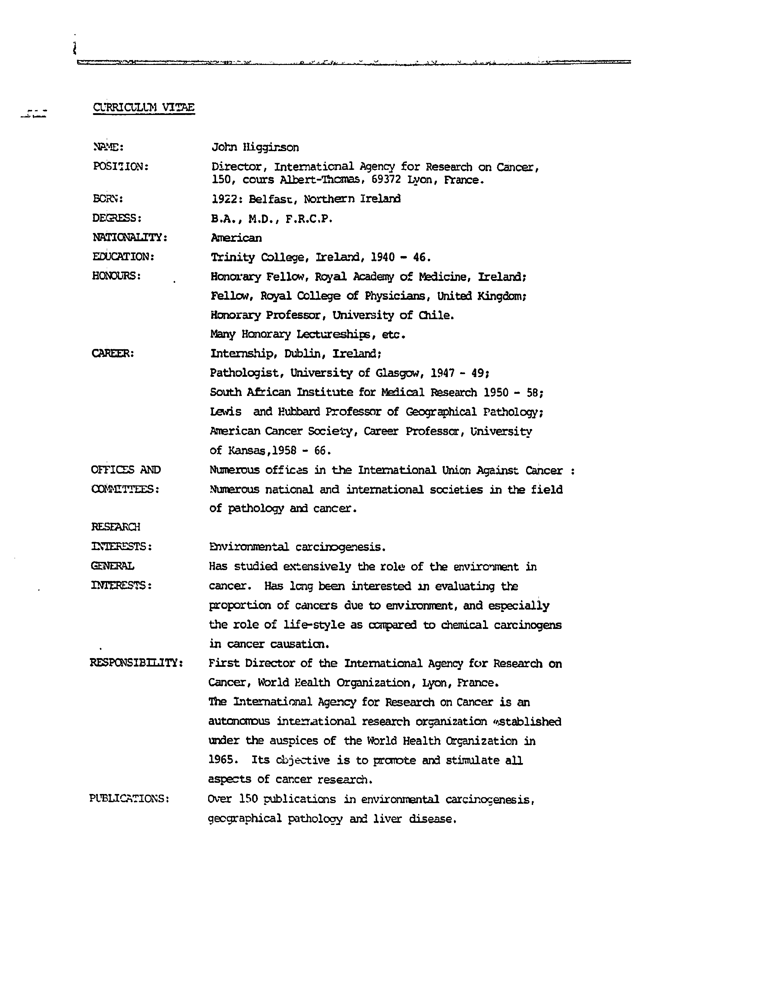 CURRICULUM VITAE
NAME: John Higginson
POSITION: Director, International Agency for Research on Cancer,
150, cours Albert-Thomas, 69372 Lyon, France.
BORN: 1922: Belfast, Northern Ireland
DEGRESS: B.A., M.D., F.R.C.P.
NATIONALITY: American
EDUCATION: Trinity College, Ireland, 1940 - 46.
HONOURS: Honorary Fellow, Royal Academy of Medicine, Ireland;
Fellow, Royal College of Physicians, United Kingdom;
Honorary Professor, University of Chile.
Many Honorary Lectureships, etc.
CAREER: Internship, Dublin, Ireland;
Pathologist, University of Glasgow, 1947 - 49;
South African Institute for Medical Research 1950 - 58;
Lewis and Hubbard Professor of Geographical Pathology;
American Cancer Society, Career Professor, University
of Kansas,1958 - 66.
OFFICES AND Numerous offices in the International Union Against Cancer :
COMMITTEES: Numerous national and international societies in the field
of pathology and cancer.
RESEARCH
INTERESTS: Environmental carcinogenesis.
GENERAL Has studied extensively the role of the environment in
INTERESTS: cancer. Has long been interested in evaluating the
proportion of cancers due to environment, and especially
the role of life-style as compared to chemical carcinogens
in cancer causation.
RESPONSIBILITY: First Director of the International Agency for Research on
Cancer, World Health Organization, Lyon, France.
The International Agency for Research on Cancer is an
autonomous international research organization established
under the auspices of the World Health Organization in
1965. Its objective is to promote and stimulate all
aspects of cancer research.
PUBLICATIONS: Over 150 publications in environmental carcinogenesis,
geographical pathology and liver disease.